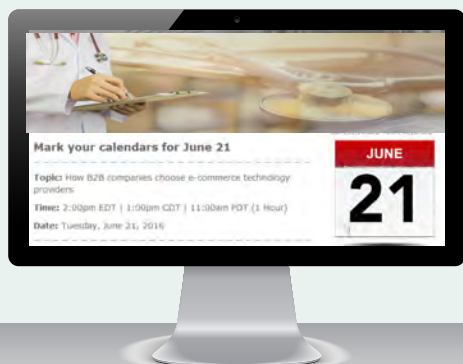 Mark your calendars for June 21
Topic: How B2B companies choose e-commerce technology
providers
Time: 2:00pm EDT | 1:00pm CDT | 11:00am PDT (1 Hour)
Date: Tuesday, June 21, 2016
JUNE
21